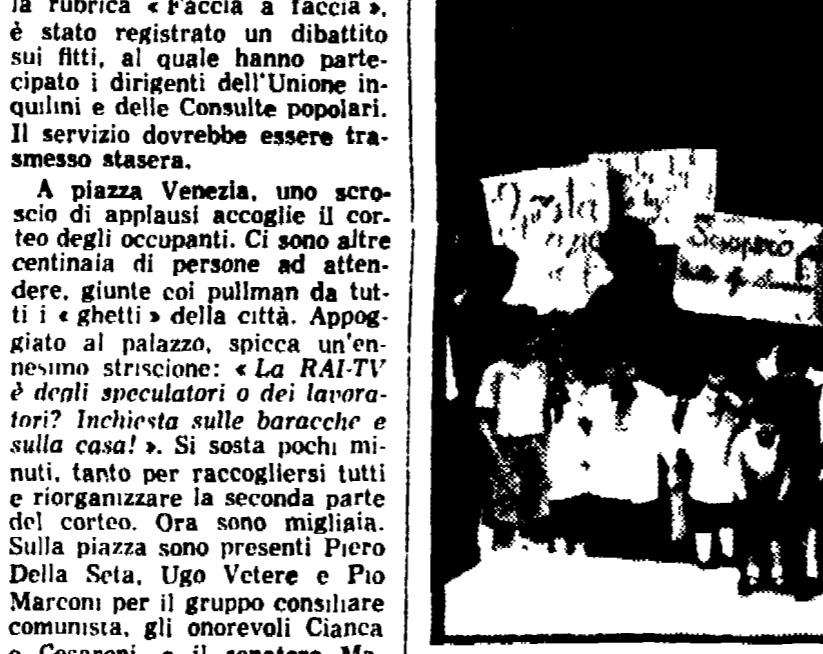 la rubrica « Faccia a faccia »,
è stato registrato un dibattito
sui fitti, al quale hanno parte-
cipato i dirigenti dell'Unione in-
quilini e delle Consulte popolari.
Il servizio dovrebbe essere tra-
smesso stasera.
A piazza Venezia, uno scro-
scio di applausi accoglie il cor-
teo degli occupanti. Ci sono altre
centinaia di persone ad atten-
dere, giunte coi pullman da tut-
ti i « ghetti » della città. Appog-
giato al palazzo, spicca un'en-
nesimo striscione: « La RAI-TV
è degli speculatori o dei lavora-
tori? Inchiesta sulle baracche e
sulla casa! ». Si sosta pochi mi-
nuti, tanto per raccogliersi tutti
e riorganizzare la seconda parte
del corteo. Ora sono migliaia.
Sulla piazza sono presenti Piero
Della Seta, Ugo Vetere e Pio
Marconi per il gruppo consiliare
comunista, gli onorevoli Cianca
e Cesaroni, e il senatore Ma-
Sciopero